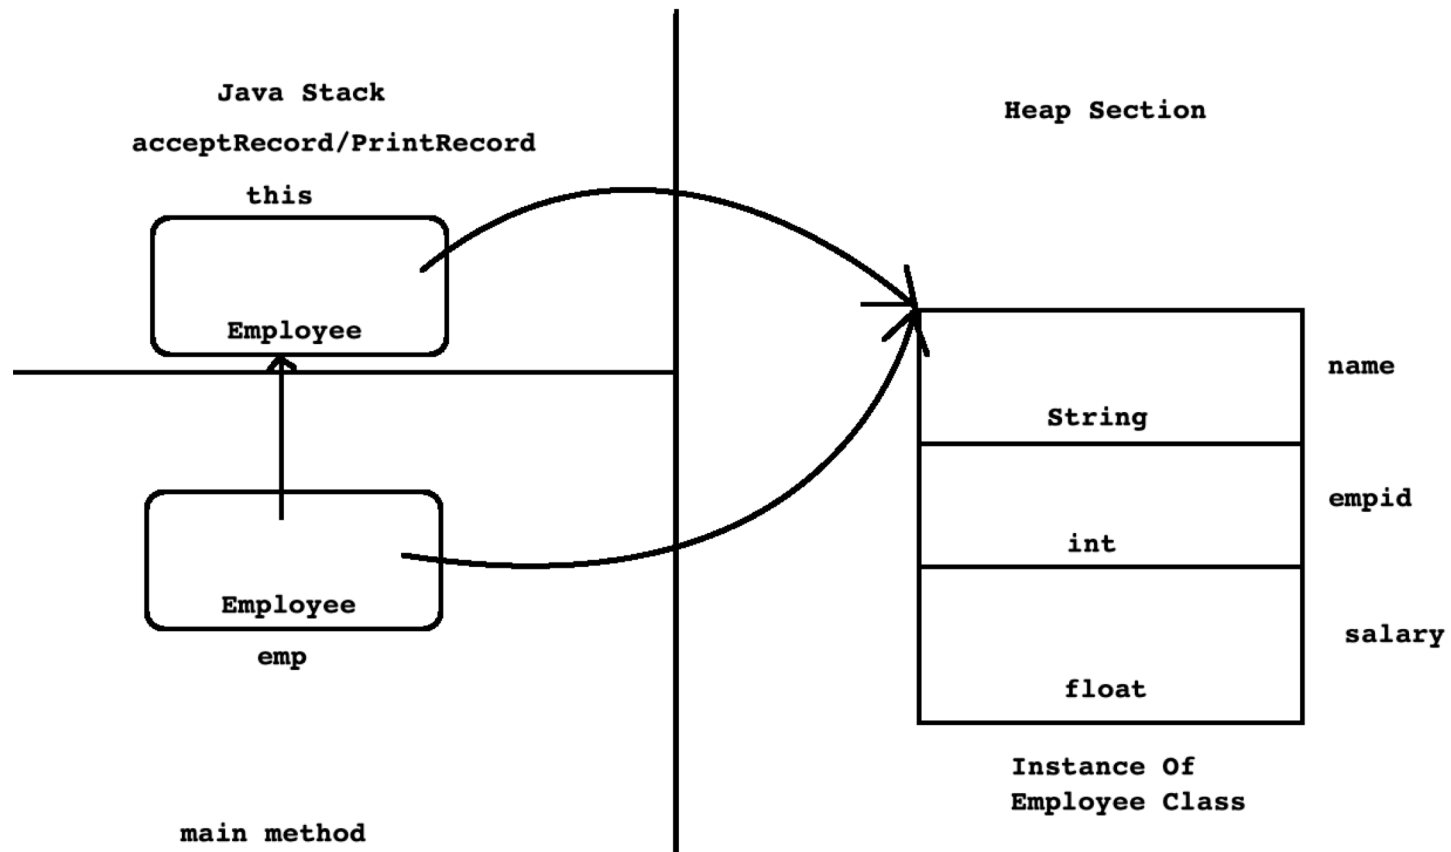 Java Stack
acceptRecord/PrintRecord
this
Employee
Employee
emp
main method
Heap Section
String
name
int
empid
float
salary
Instance Of
Employee Class